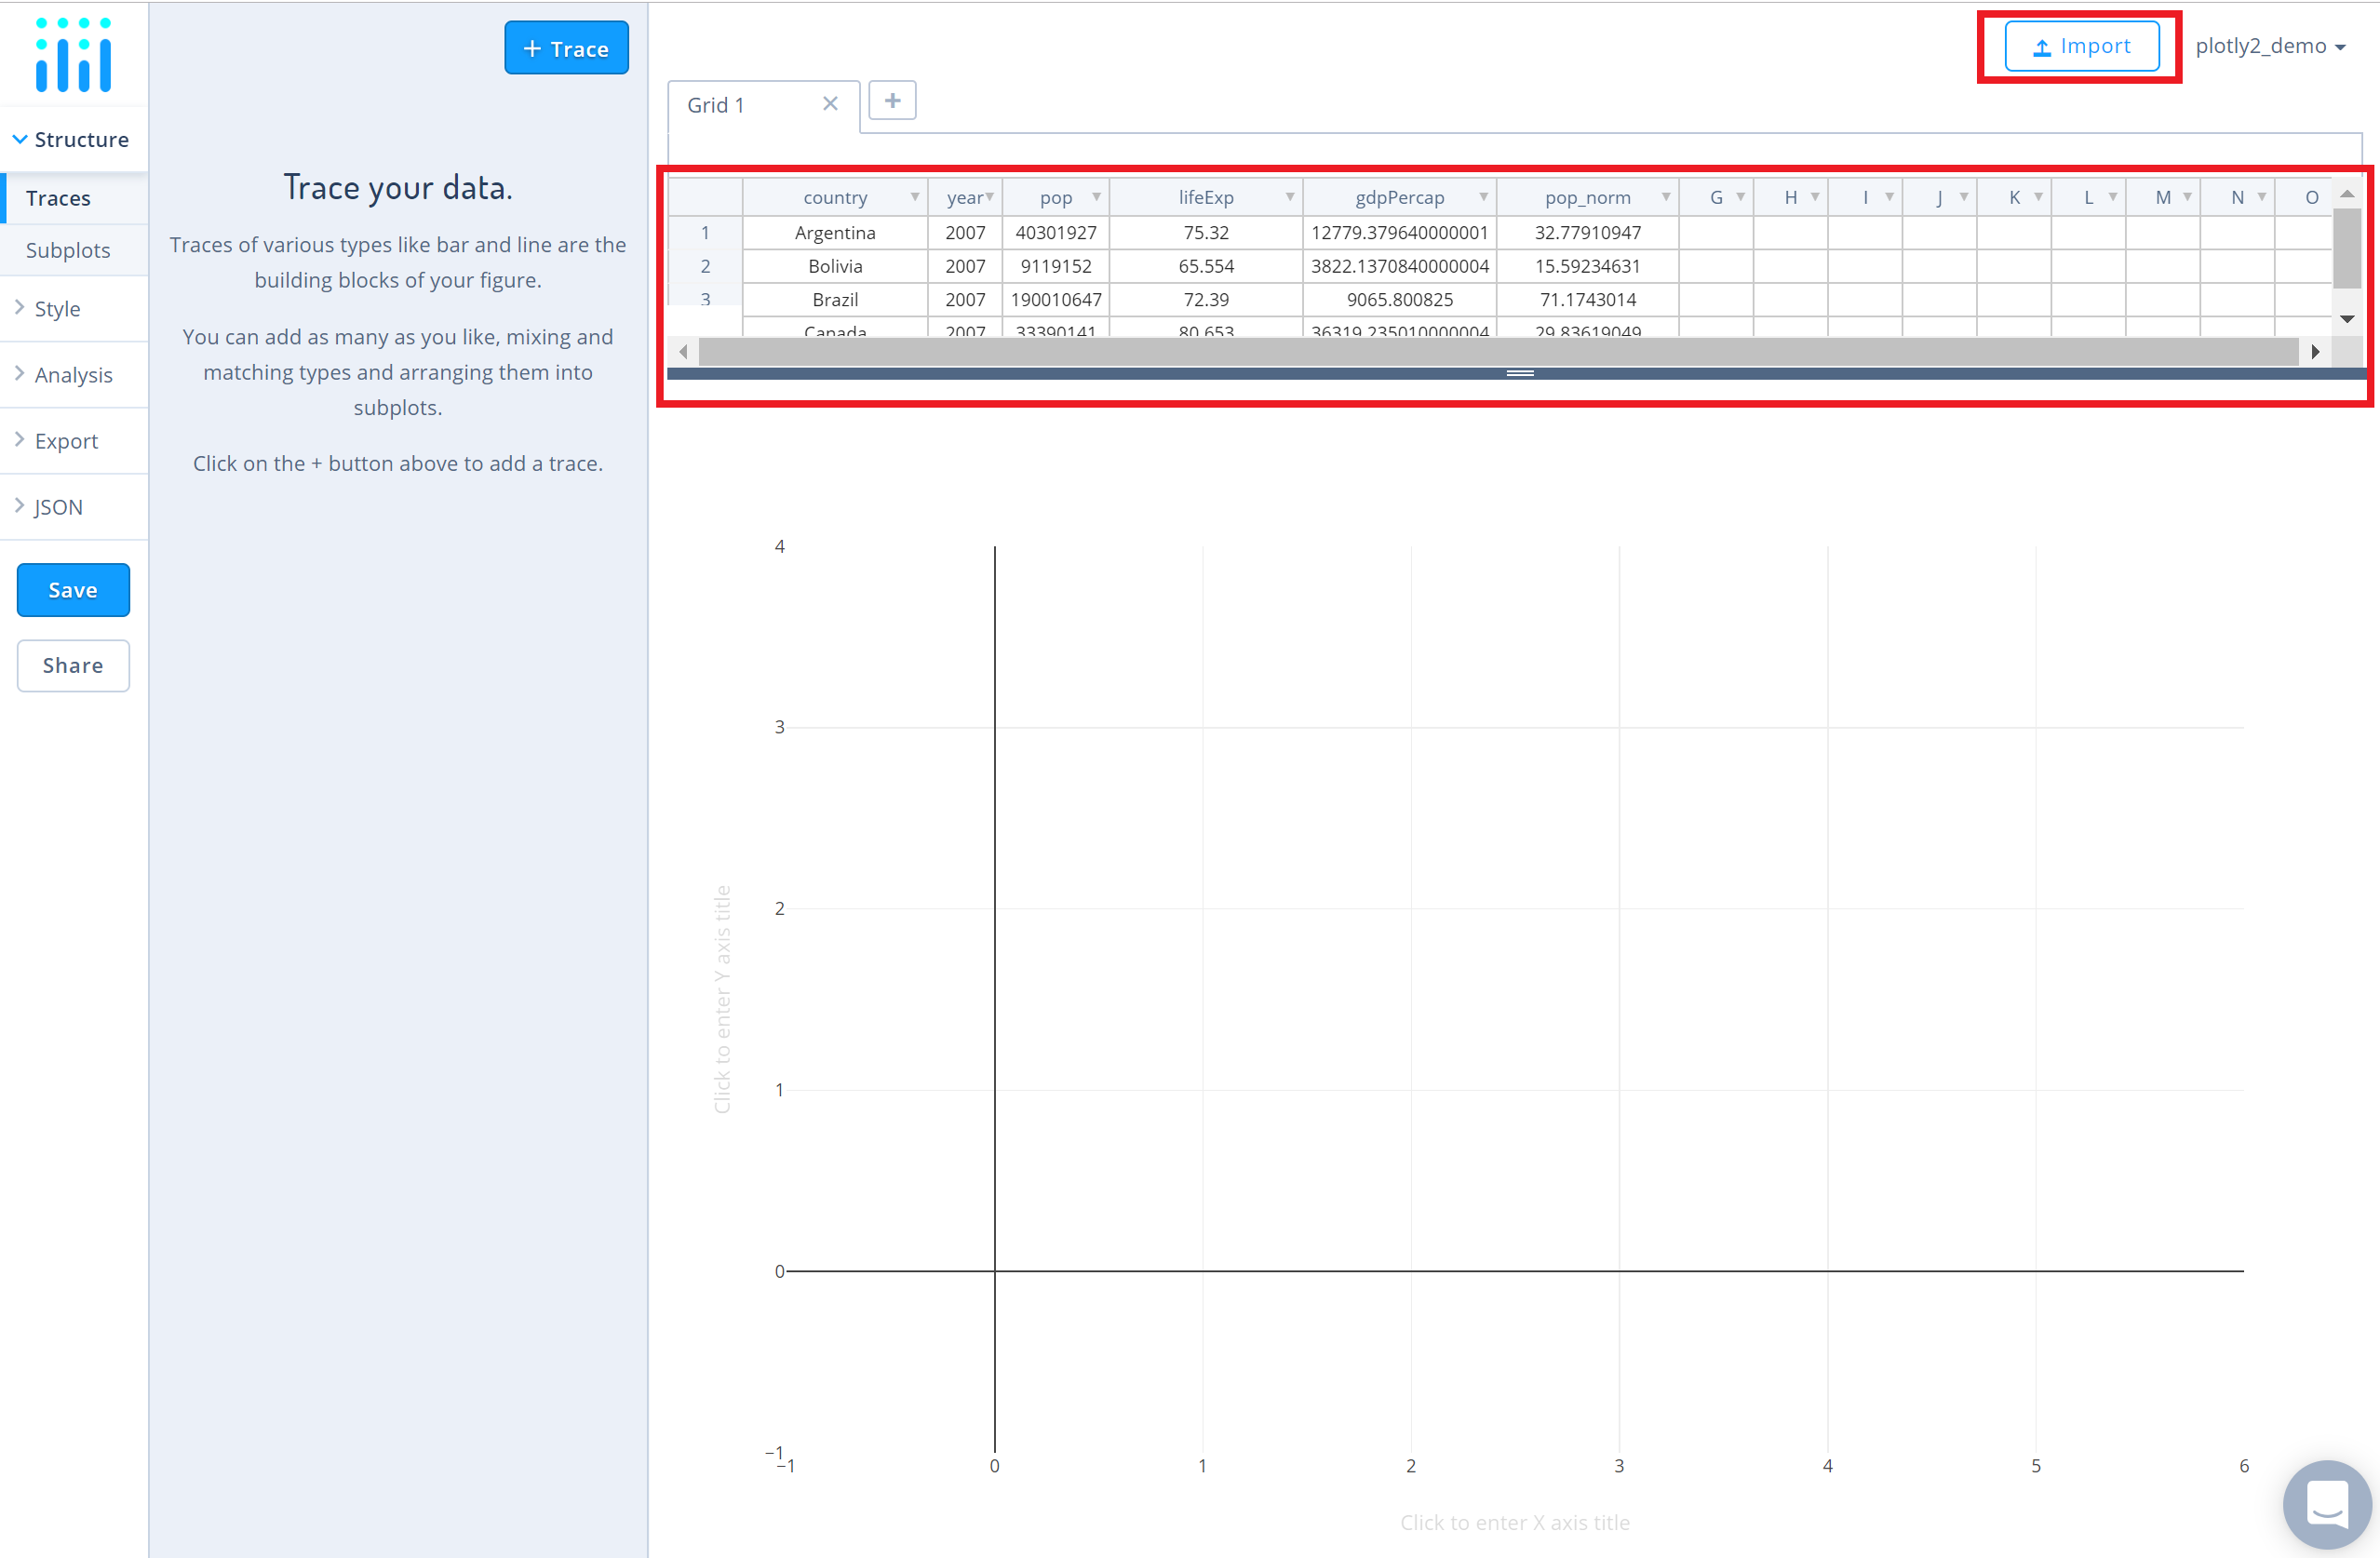 Structure
Traces
Subplots
Style
Analysis
Export
JSON
Save
Share
+ Trace
Trace your data.
Traces of various types like bar and line are the
building blocks of your figure.
You can add as many as you like, mixing and
matching types and arranging them into
subplots.
Click on the + button above to add a trace.
Import
plotly2_demo
Grid 1
country year pop lifeExp gdpPercap pop_norm G H I J K L M N O
1 Argentina 2007 40301927 75.32 12779.379640000001 32.77910947
2 Bolivia 2007 9119152 65.554 3822.1370840000004 15.59234631
3 Brazil 2007 190010647 72.39 9065.800825 71.1743014
Canada 2007 33390141 80.653 36319.235010000004 29.83619049
4
3
2
1
0
−1
Click to enter Y axis title
−1 0 1 2 3 4 5 6
Click to enter X axis title